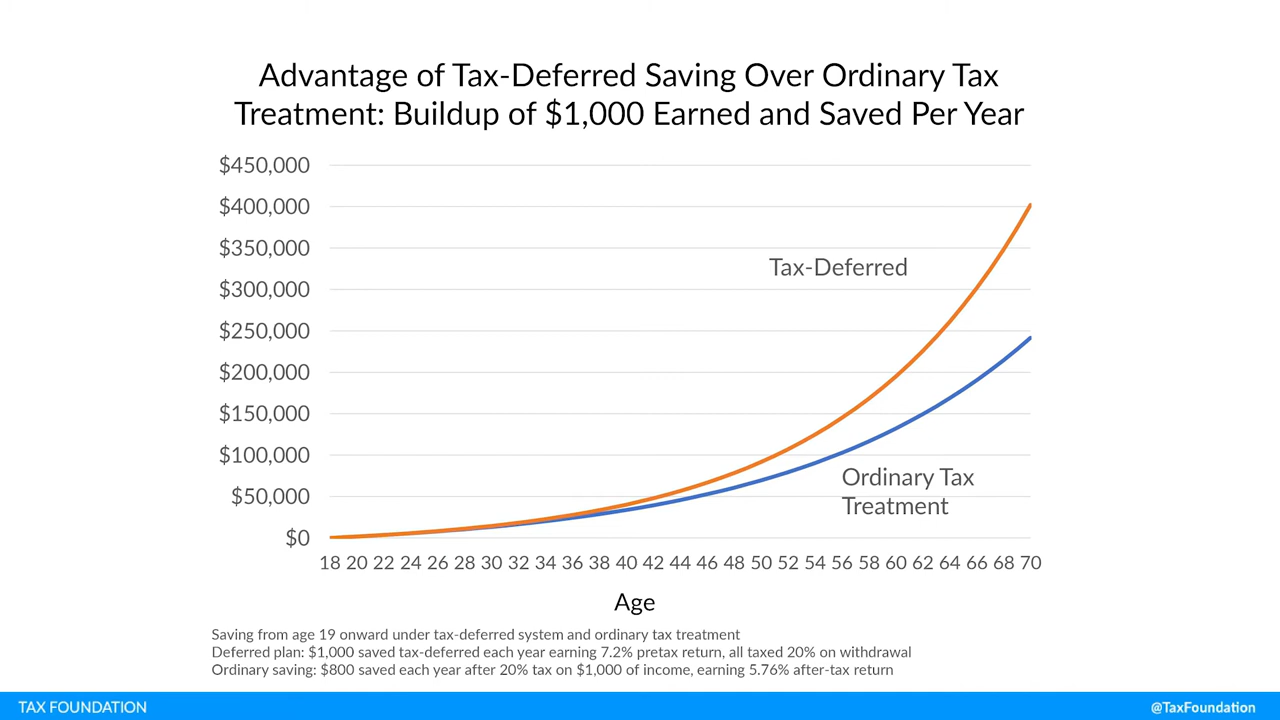 Advantage of Tax-Deferred Saving Over Ordinary Tax
Treatment: Buildup of $1,000 Earned and Saved Per Year
$450,000
$400,000
$350,000
$300,000
$250,000
$200,000
$150,000
$100,000
$50,000
$0
Tax-Deferred
Ordinary Tax
Treatment
18 20 22 24 26 28 30 32 34 36 38 40 42 44 46 48 50 52 54 56 58 60 62 64 66 68 70
Age
Saving from age 19 onward under tax-deferred system and ordinary tax treatment
Deferred plan: $1,000 saved tax-deferred each year earning 7.2% pretax return, all taxed 20% on withdrawal
Ordinary saving: $800 saved each year after 20% tax on $1,000 of income, earning 5.76% after-tax return
TAX FOUNDATION
@TaxFoundation